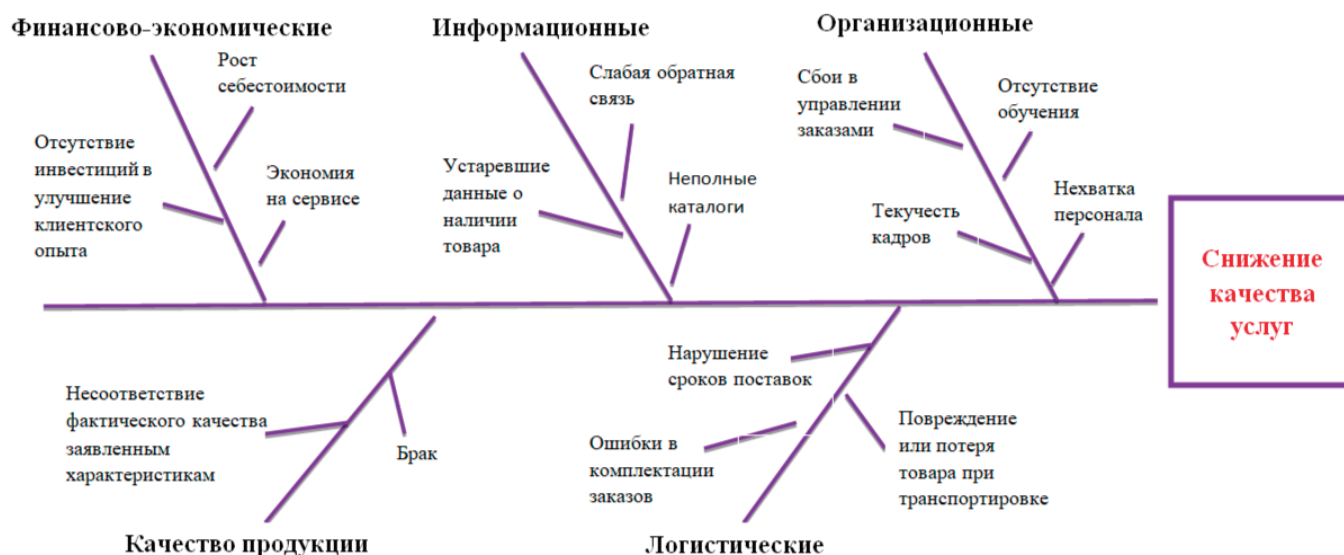 Финансово-экономические
Рост
себестоимости
Отсутствие
инвестиций в
улучшение
клиентского
опыта
Экономия
на сервисе
Информационные
Слабая обратная
связь
Устаревшие
данные о
наличии
товара
Неполные
каталоги
Организационные
Сбои в
управлении
заказами
Отсутствие
обучения
Текучесть
кадров
Нехватка
персонала
Снижение
качества
услуг
Несоответствие
фактического качества
заявленным
характеристикам
Брак
Качество продукции
Нарушение
сроков поставок
Ошибки в
комплектации
заказов
Повреждение
или потеря
товара при
транспортировке
Логистические